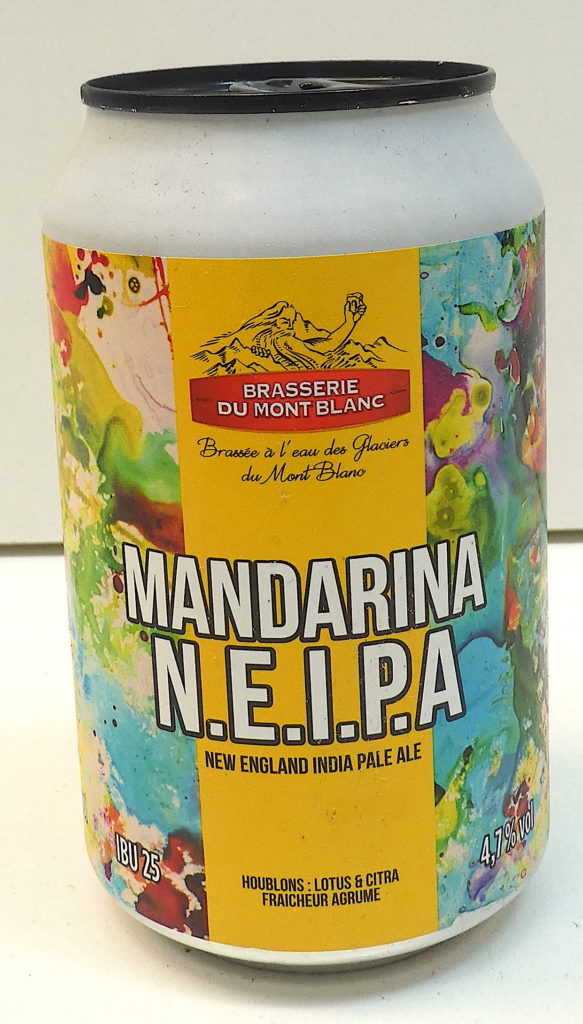 BRASSERIE
DU MONT BLANC
Brassée à l'eau des Glaciers
du Mont Blanc
MANDARINA
N.E.I.P.A
NEW ENGLAND INDIA PALE ALE
IBU 25
4,7% vol
HOUBLONS : LOTUS & CITRA
FRAICHEUR AGRUME